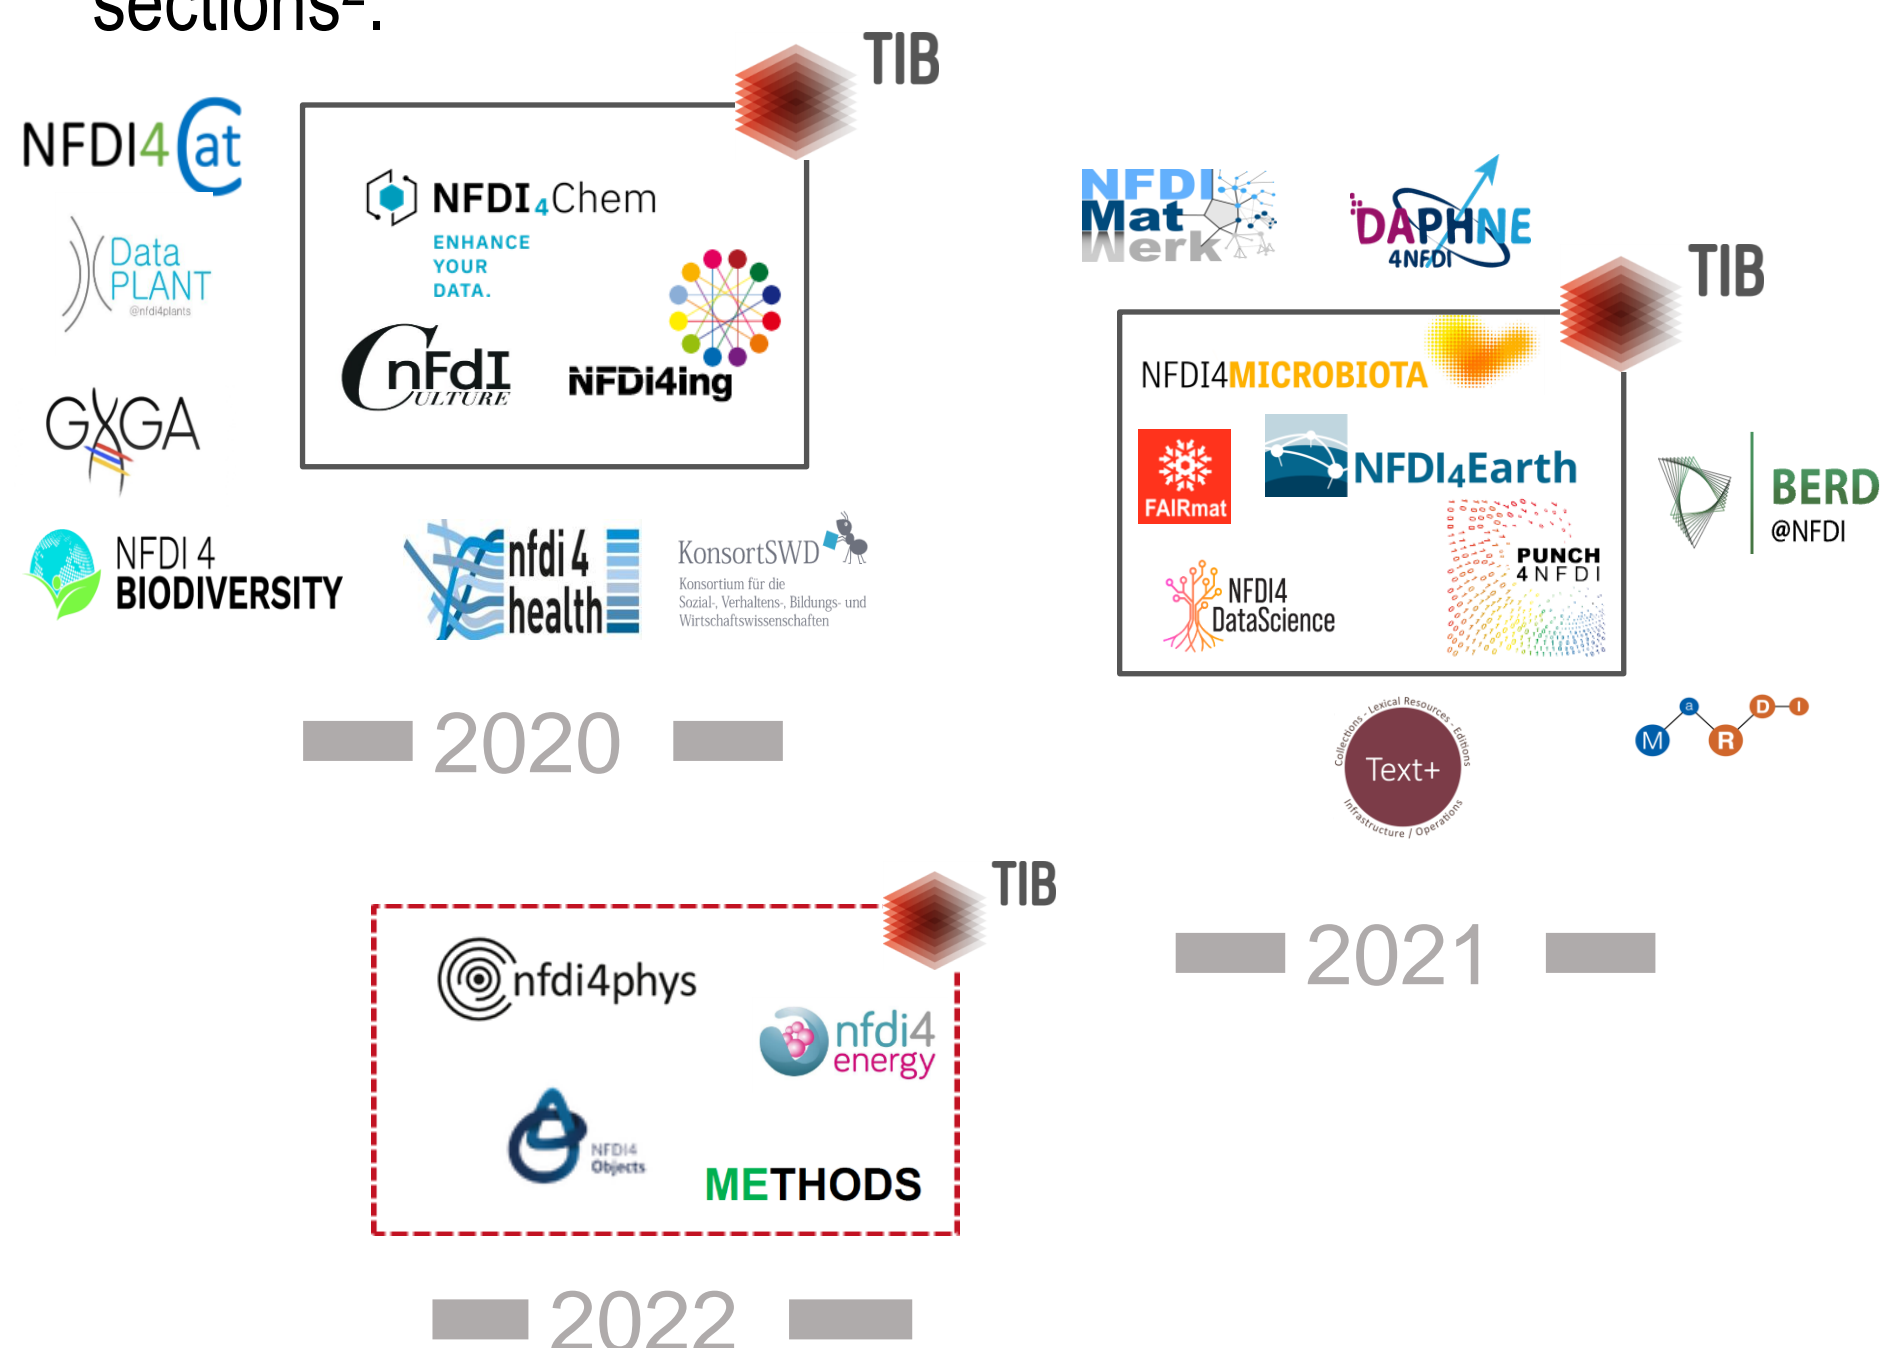 sections².
TIB
NFDI4Cat
NFDI4Chem
ENHANCE
YOUR
DATA.
Data
PLANT
@nfdi4plants
nFdI
CULTURE
NFDi4ing
GHGA
NFDI 4
BIODIVERSITY
nfdi 4
health
KonsortSWD
Konsortium für die
Sozial-, Verhaltens-, Bildungs- und
Wirtschaftswissenschaften
2020
NFDI
Mat
Werk
DAPHNE
4NFDI
TIB
NFDI4MICROBIOTA
FAIRmat
NFDI4Earth
NFDI4
DataScience
PUNCH
4NFDI
BERD
@NFDI
Collections - Lexical Resources - Editions
Text+
Infrastructure / Operations
MaRDI
2021
TIB
nfdi4phys
nfdi4
energy
NFDI4
Objects
METHODS
2022